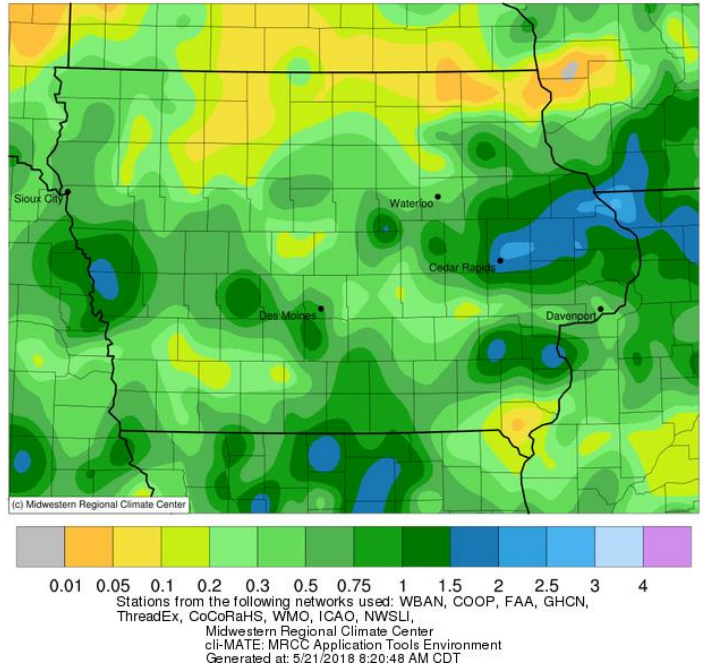 Sioux City
Waterloo
Cedar Rapids
Des Moines
Davenport
(c) Midwestern Regional Climate Center
0.01 0.05 0.1 0.2 0.3 0.5 0.75 1 1.5 2 2.5 3 4
Stations from the following networks used: WBAN, COOP, FAA, GHCN,
ThreadEx, CoCoRaHS, WMO, ICAO, NWSLI,
Midwestern Regional Climate Center
cli-MATE: MRCC Application Tools Environment
Generated at: 5/21/2018 8:20:48 AM CDT